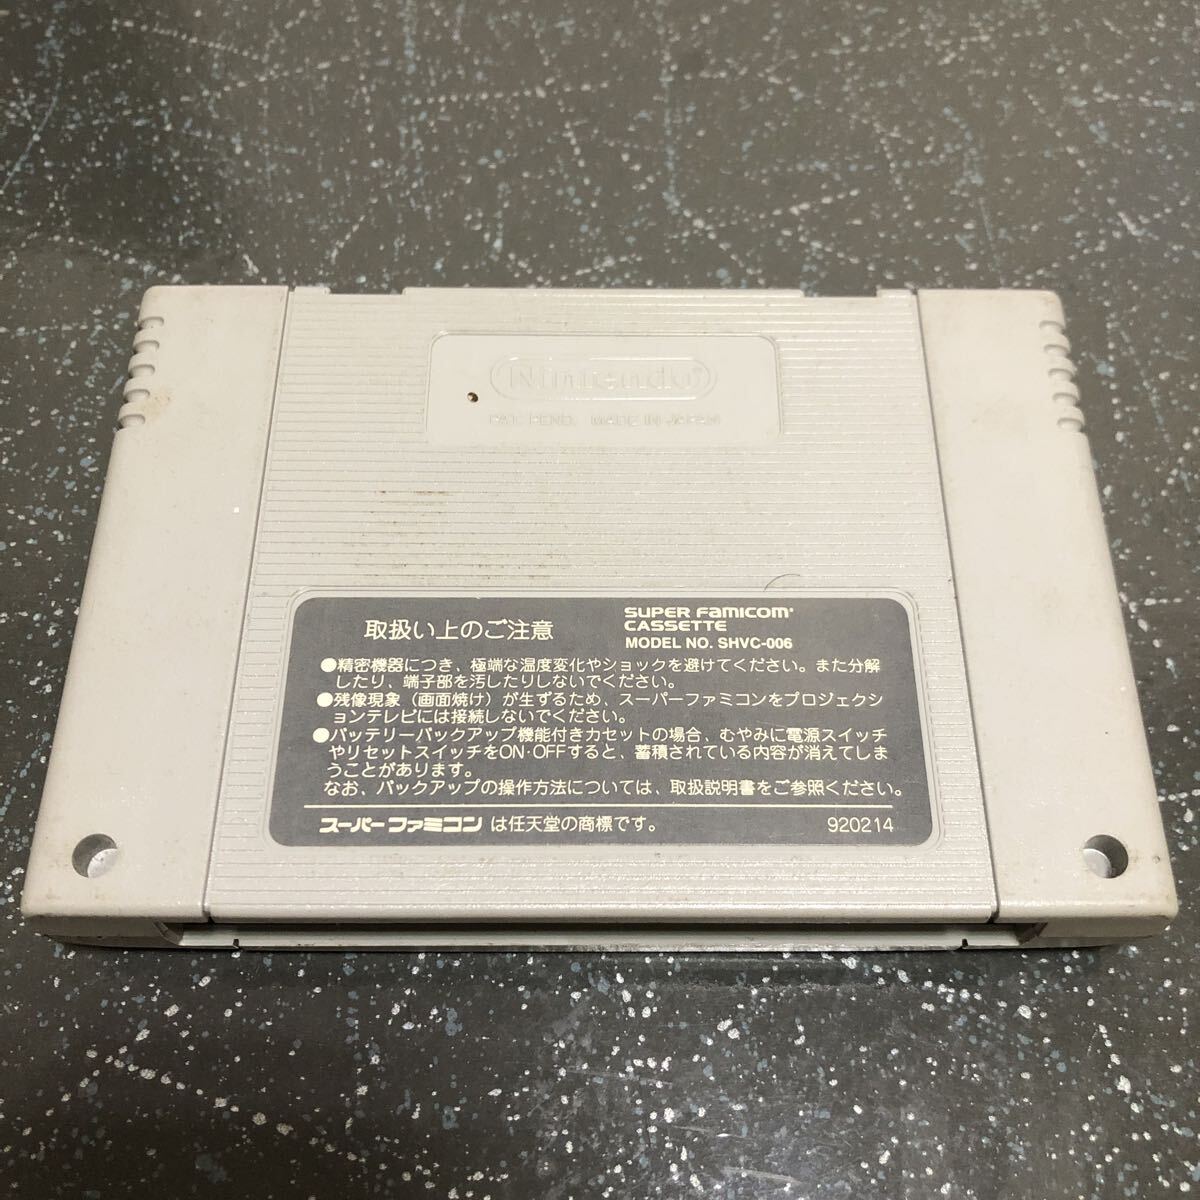 Nintendo®
PAT. PEND. MADE IN JAPAN
取扱い上のご注意
SUPER FAMICOM®
CASSETTE
MODEL NO. SHVC-006
●精密機器につき、極端な温度変化やショックを避けてください。また分解
したり、端子部を汚したりしないでください。
●残像現象（画面焼け）が生ずるため、スーパーファミコンをプロジェクシ
ョンテレビには接続しないでください。
●バッテリーバックアップ機能付きカセットの場合、むやみに電源スイッチ
やリセットスイッチをON・OFFすると、蓄積されている内容が消えてしま
うことがあります。
なお、バックアップの操作方法については、取扱説明書をご参照ください。
スーパーファミコン は任天堂の商標です。 920214